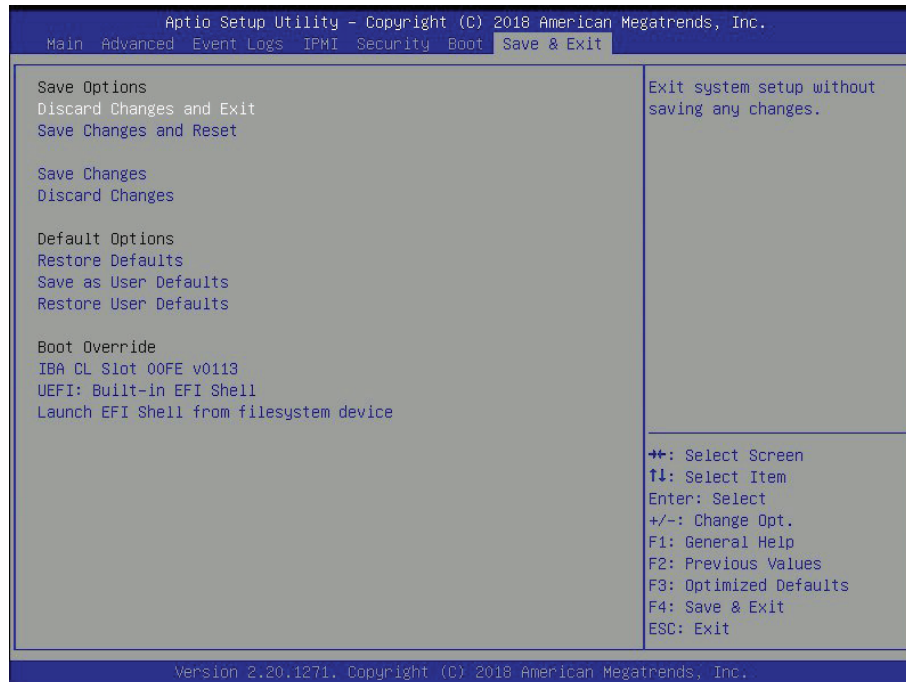 Aptio Setup Utility – Copyright (C) 2018 American Megatrends, Inc.
Main Advanced Event Logs IPMI Security Boot Save & Exit
Save Options
Discard Changes and Exit
Save Changes and Reset
Save Changes
Discard Changes
Default Options
Restore Defaults
Save as User Defaults
Restore User Defaults
Boot Override
IBA CL Slot 00FE v0113
UEFI: Built-in EFI Shell
Launch EFI Shell from filesystem device
Exit system setup without
saving any changes.
→←: Select Screen
↑↓: Select Item
Enter: Select
+/-: Change Opt.
F1: General Help
F2: Previous Values
F3: Optimized Defaults
F4: Save & Exit
ESC: Exit
Version 2.20.1271. Copyright (C) 2018 American Megatrends, Inc.